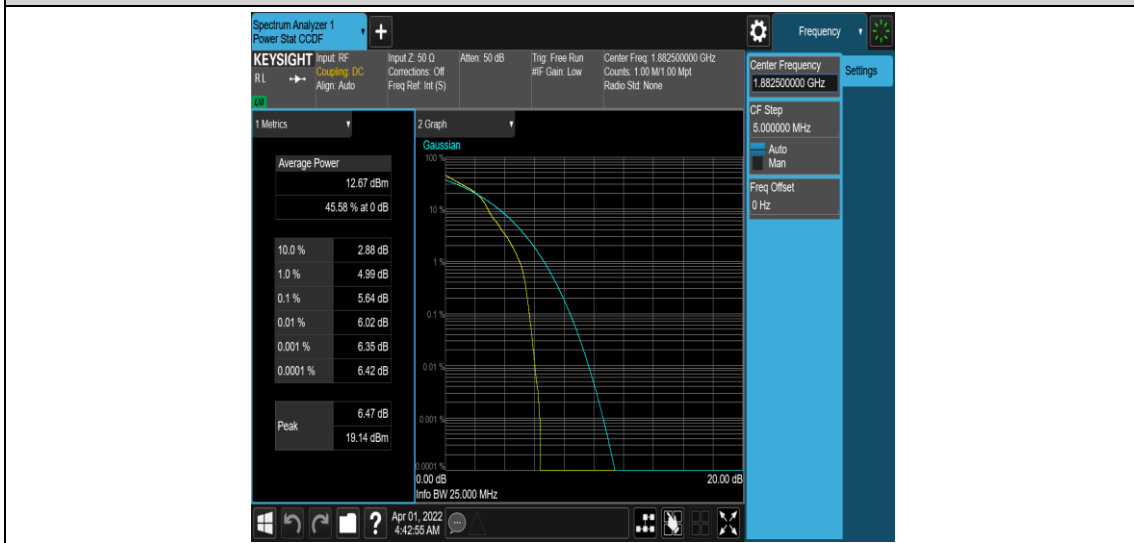 Spectrum Analyzer 1
Power Stat CCDF
+
Frequency
KEYSIGHT
RL
Input: RF
Coupling: DC
Align: Auto
Input Z: 50 Ω
Corrections: Off
Freq Ref: Int (S)
Atten: 50 dB
Trig: Free Run
#IF Gain: Low
Center Freq: 1.882500000 GHz
Counts: 1.00 M/1.00 Mpt
Radio Std: None
Center Frequency
1.882500000 GHz
Settings
CF Step
5.000000 MHz
Auto
Man
Freq Offset
0 Hz
1 Metrics
Average Power
12.67 dBm
45.58 % at 0 dB
10.0 % 2.88 dB
1.0 % 4.99 dB
0.1 % 5.64 dB
0.01 % 6.02 dB
0.001 % 6.35 dB
0.0001 % 6.42 dB
Peak
6.47 dB
19.14 dBm
2 Graph
Gaussian
100 %
10 %
1 %
0.1 %
0.01 %
0.001 %
0.0001 %
0.00 dB 20.00 dB
Info BW 25.000 MHz
?
Apr 01, 2022
4:42:55 AM